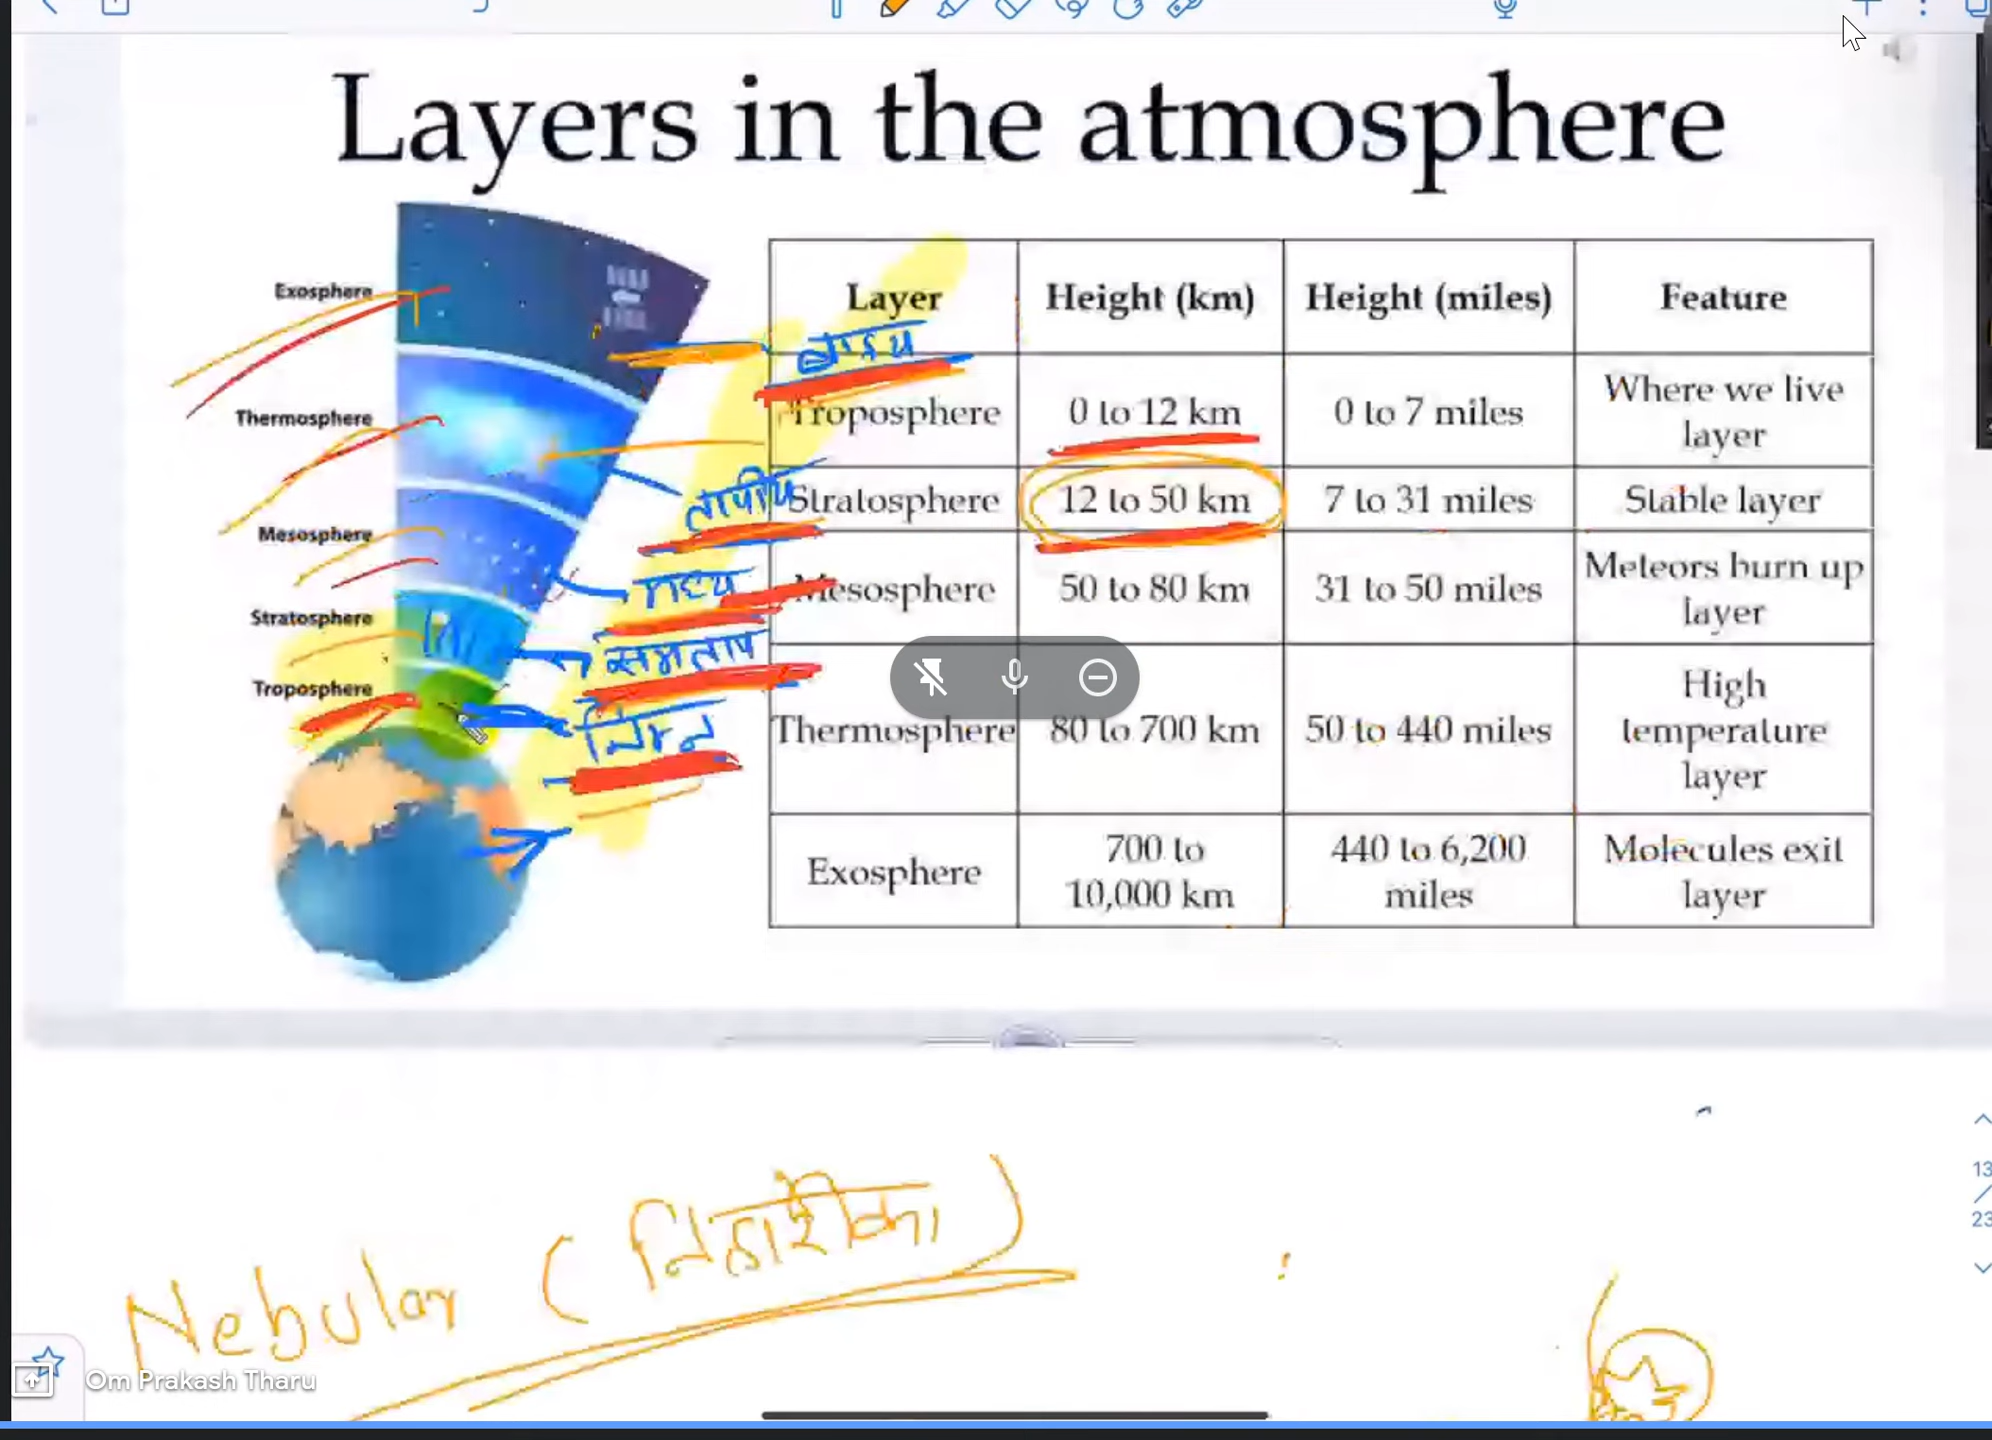 Layers in the atmosphere
Exosphere
Thermosphere
Mesosphere
Stratosphere
Troposphere
तापीय
मध्य
समताप
Layer Height (km) Height (miles) Feature
Troposphere 0 to 12 km 0 to 7 miles Where we live layer
Stratosphere 12 to 50 km 7 to 31 miles Stable layer
Mesosphere 50 to 80 km 31 to 50 miles Meteors burn up layer
Thermosphere 80 to 700 km 50 to 440 miles High temperature layer
Exosphere 700 to 10,000 km 440 to 6,200 miles Molecules exit layer
13
23
Nebular (निहारीका)
Om Prakash Tharu